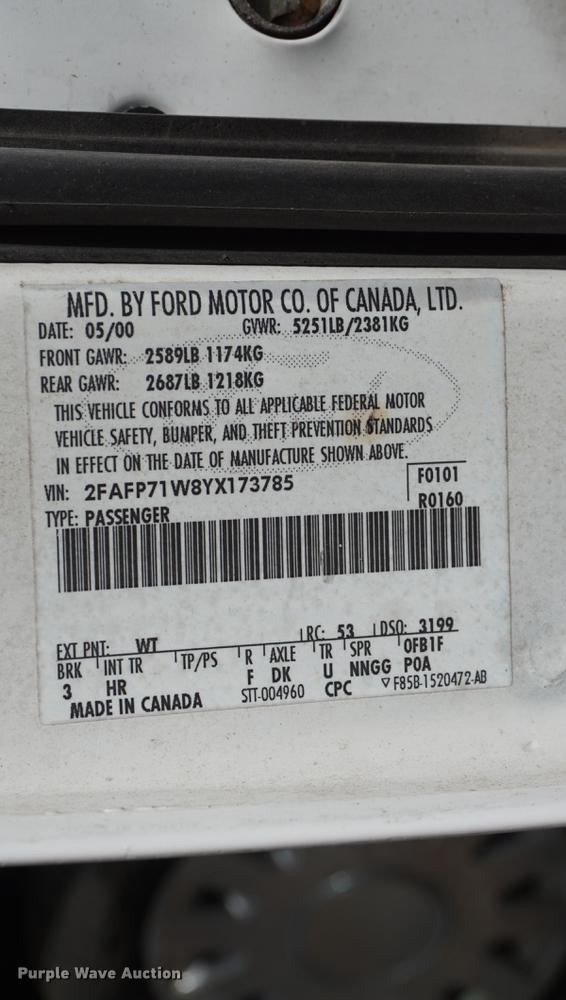 MFD. BY FORD MOTOR CO. OF CANADA, LTD.
DATE: 05/00 GVWR: 5251LB/2381KG
FRONT GAWR: 2589LB 1174KG
REAR GAWR: 2687LB 1218KG
THIS VEHICLE CONFORMS TO ALL APPLICABLE FEDERAL MOTOR
VEHICLE SAFETY, BUMPER, AND THEFT PREVENTION STANDARDS
IN EFFECT ON THE DATE OF MANUFACTURE SHOWN ABOVE.
VIN: 2FAFP71W8YX173785 F0101
TYPE: PASSENGER R0160
EXT PNT: WT RC: 53 DSO: 3199
BRK INT TR TP/PS R AXLE TR SPR 0FB1F
3 HR F DK U NNGG POA
MADE IN CANADA STT-004960 CPC ▽F85B-1520472-AB
Purple Wave Auction